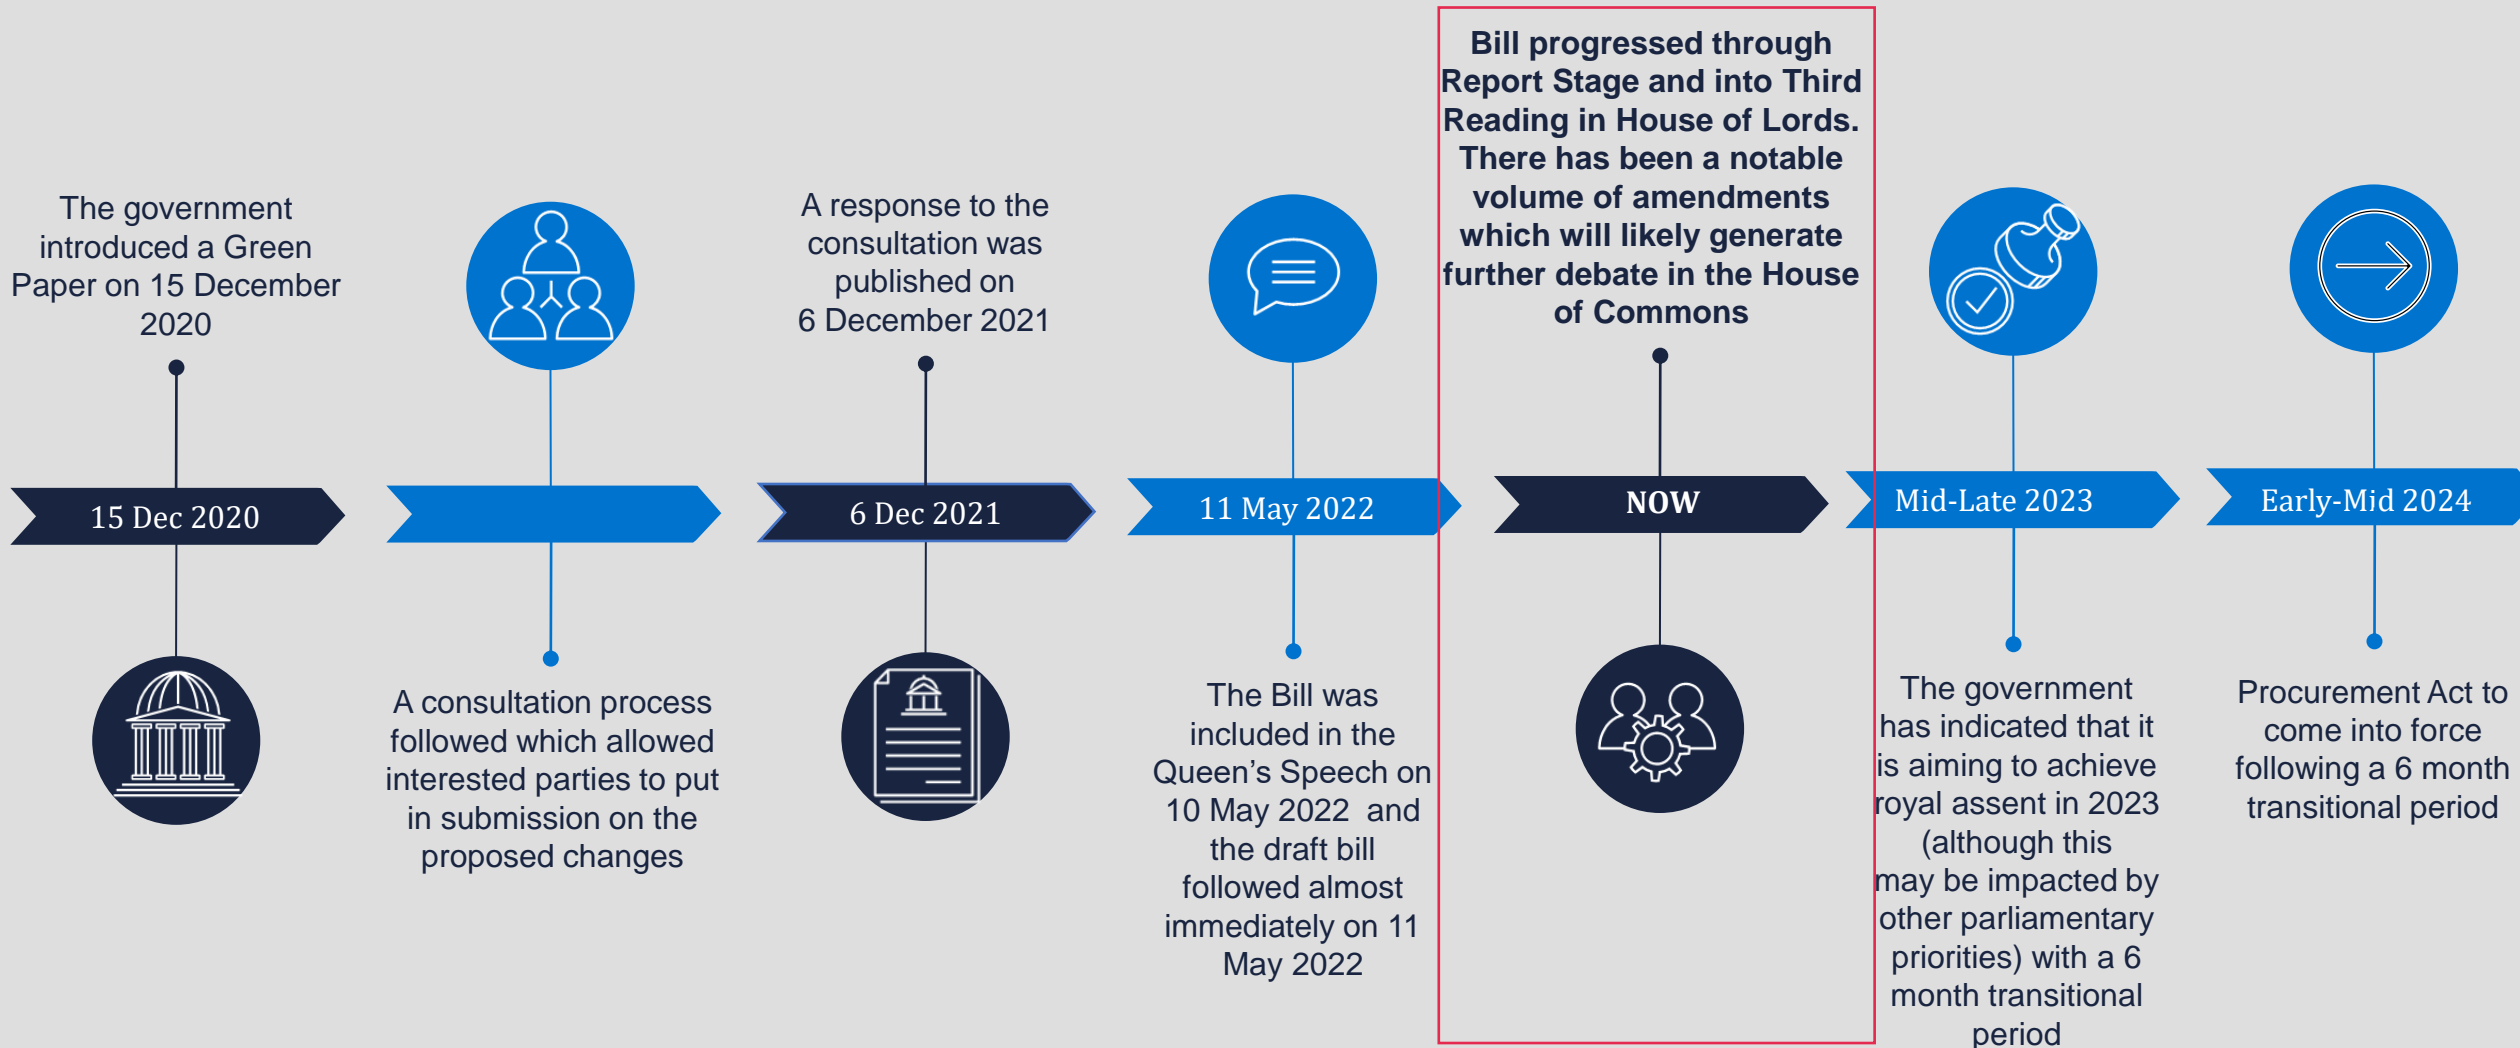 The government
introduced a Green
Paper on 15 December
2020
15 Dec 2020
A consultation process
followed which allowed
interested parties to put
in submission on the
proposed changes
A response to the
consultation was
published on
6 December 2021
6 Dec 2021
11 May 2022
The Bill was
included in the
Queen’s Speech on
10 May 2022 and
the draft bill
followed almost
immediately on 11
May 2022
Bill progressed through
Report Stage and into Third
Reading in House of Lords.
There has been a notable
volume of amendments
which will likely generate
further debate in the House
of Commons
NOW
Mid-Late 2023
The government
has indicated that it
is aiming to achieve
royal assent in 2023
(although this
may be impacted by
other parliamentary
priorities) with a 6
month transitional
period
Early-Mid 2024
Procurement Act to
come into force
following a 6 month
transitional period